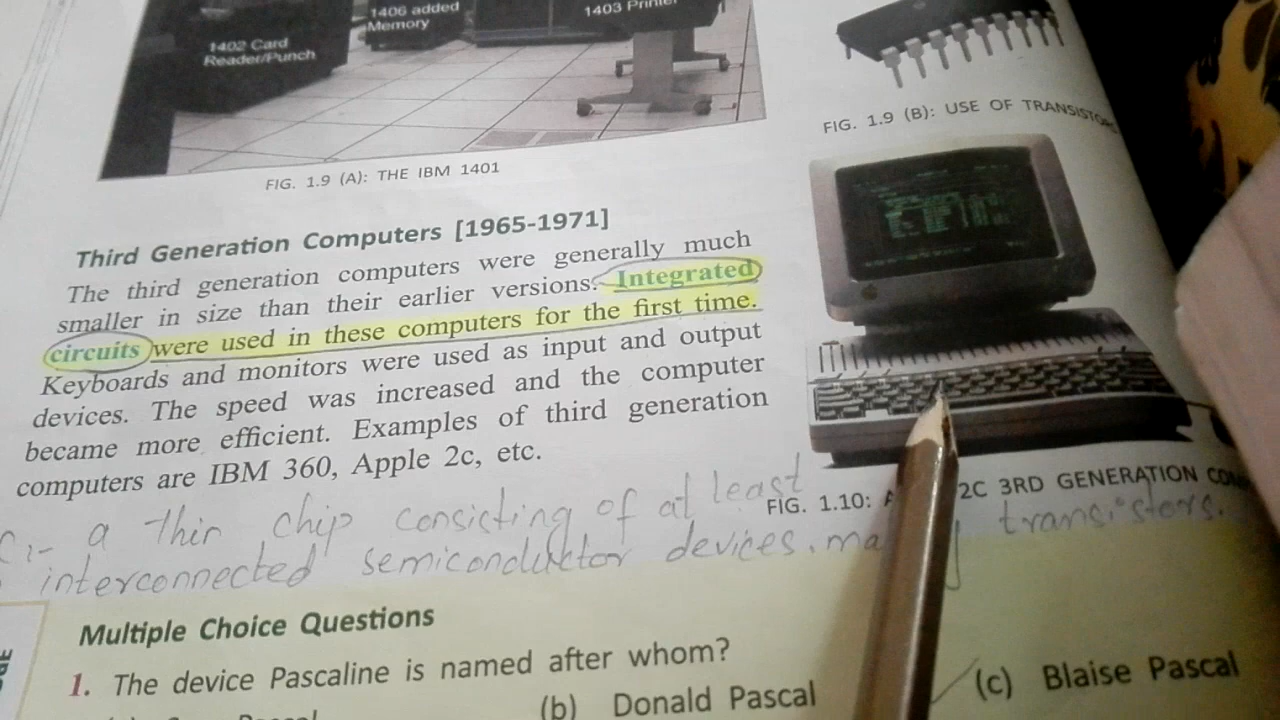 1402 Card
Reader/Punch
1406 added
Memory
1403 Printer
FIG. 1.9 (A): THE IBM 1401
FIG. 1.9 (B): USE OF TRANSISTOR
Third Generation Computers [1965-1971]
The third generation computers were generally much
smaller in size than their earlier versions. Integrated
circuits were used in these computers for the first time.
Keyboards and monitors were used as input and output
devices. The speed was increased and the computer
became more efficient. Examples of third generation
computers are IBM 360, Apple 2c, etc.
FIG. 1.10: 2C 3RD GENERATION
a thin chip consisting of at least
interconnected semiconductor devices. transistors.
Multiple Choice Questions
1. The device Pascaline is named after whom?
Pascal
(b) Donald Pascal
(c) Blaise Pascal